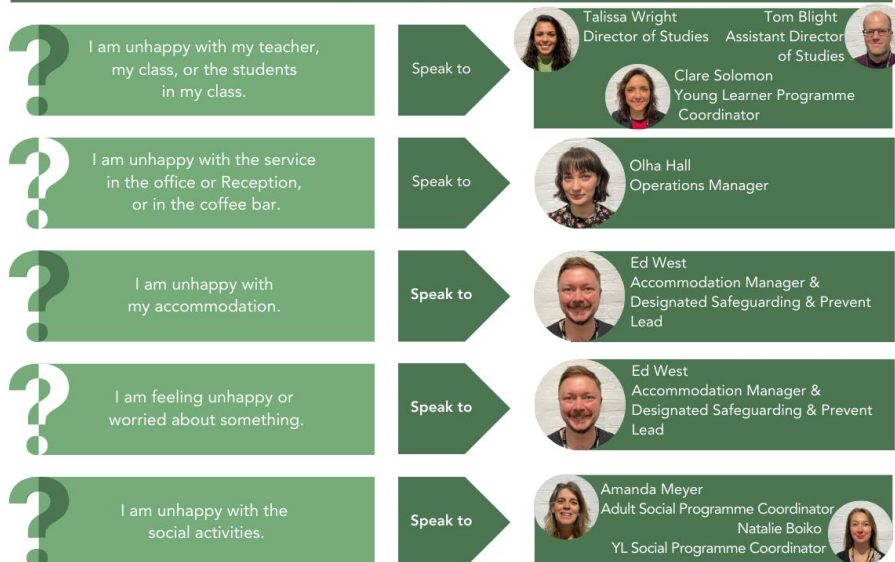 I am unhappy with my teacher,
my class, or the students
in my class.
Speak to
Talissa Wright
Director of Studies
Tom Blight
Assistant Director
of Studies
Clare Solomon
Young Learner Programme
Coordinator
I am unhappy with the service
in the office or Reception,
or in the coffee bar.
Speak to
Olha Hall
Operations Manager
I am unhappy with
my accommodation.
Speak to
Ed West
Accommodation Manager &
Designated Safeguarding & Prevent
Lead
I am feeling unhappy or
worried about something.
Speak to
Ed West
Accommodation Manager &
Designated Safeguarding & Prevent
Lead
I am unhappy with the
social activities.
Speak to
Amanda Meyer
Adult Social Programme Coordinator
Natalie Boiko
YL Social Programme Coordinator